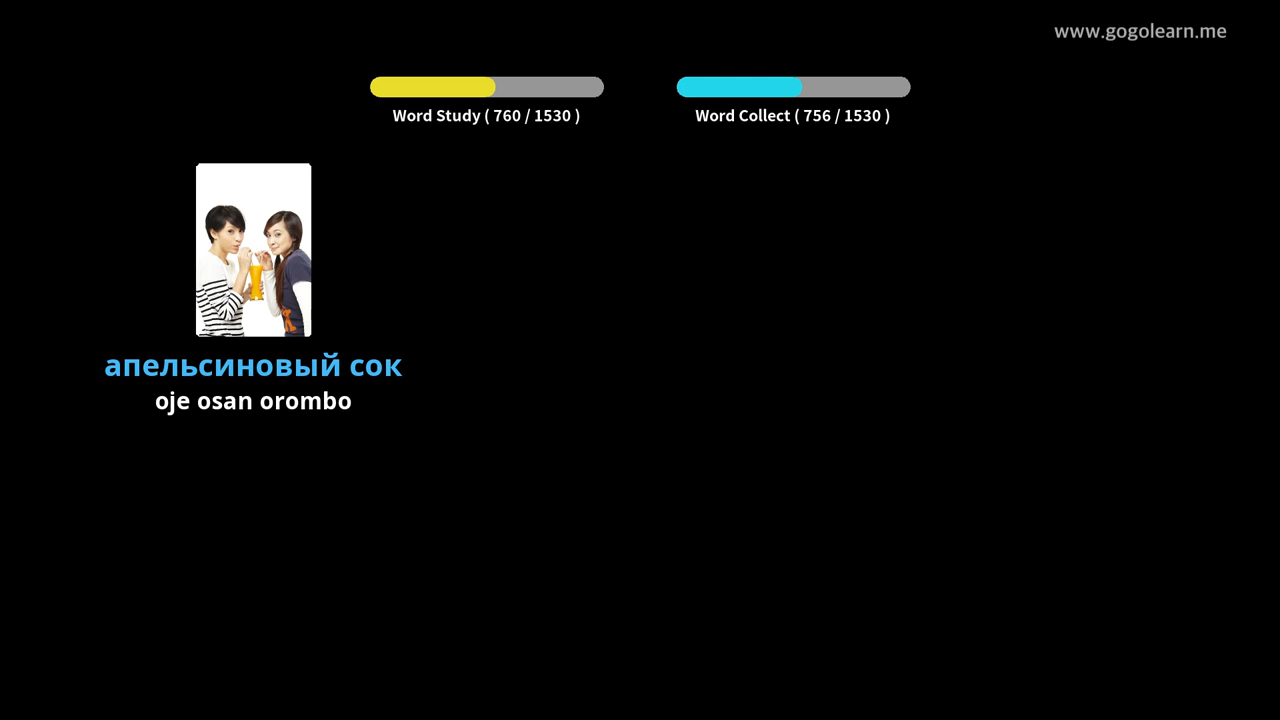 www.gogolearn.me
Word Study ( 760 / 1530 )
Word Collect ( 756 / 1530 )
апельсиновый сок
oje osan orombo